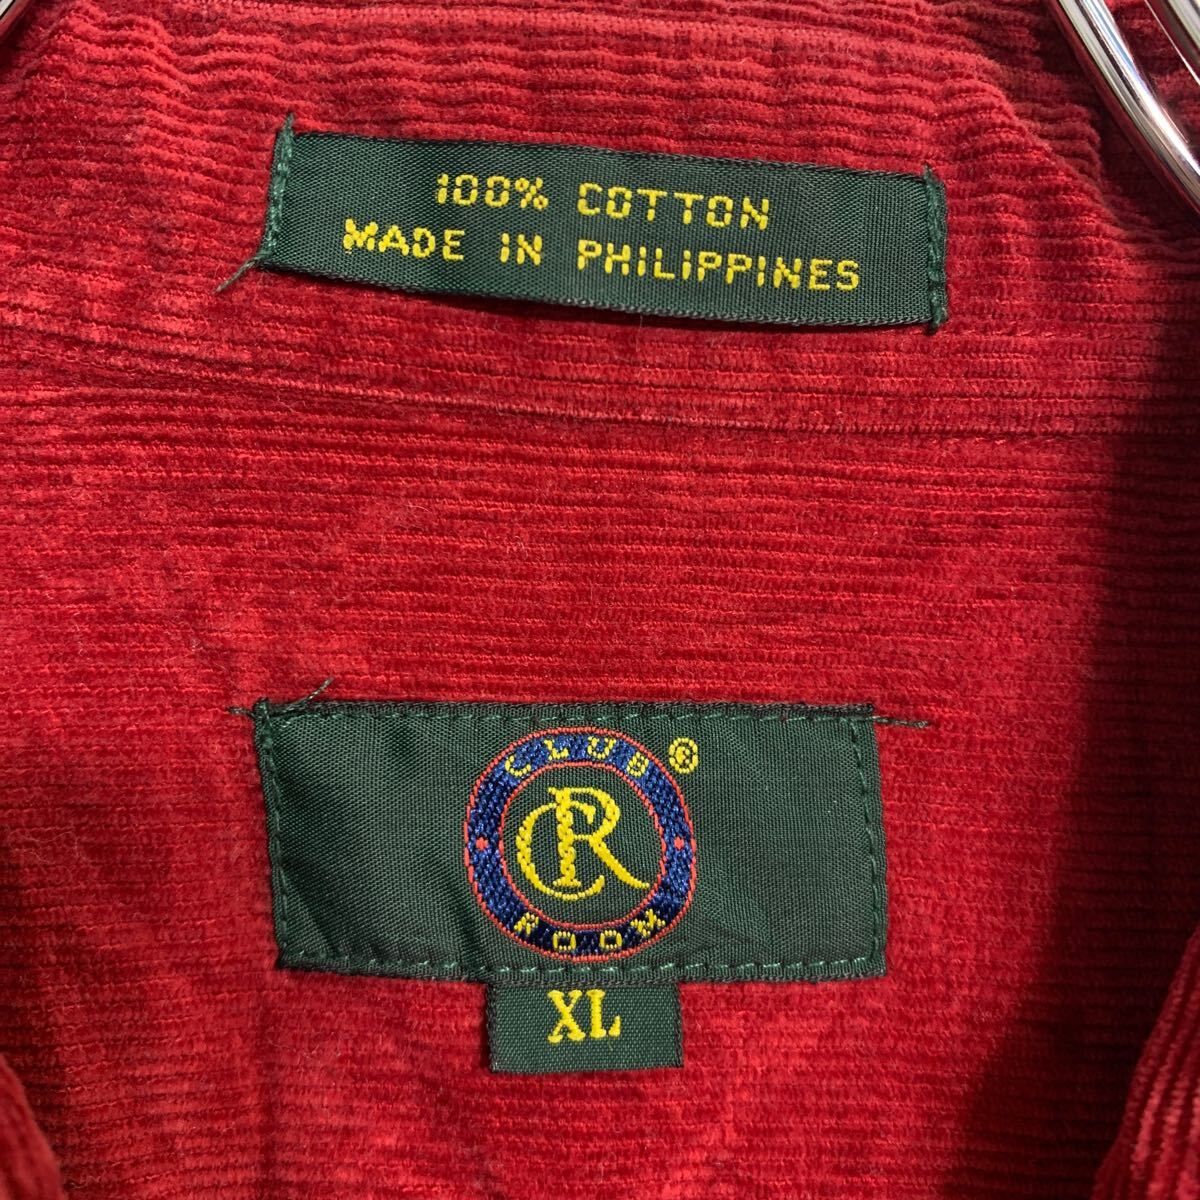 100% COTTON
MADE IN PHILIPPINES
CLUB ®
CR
ROOM
XL